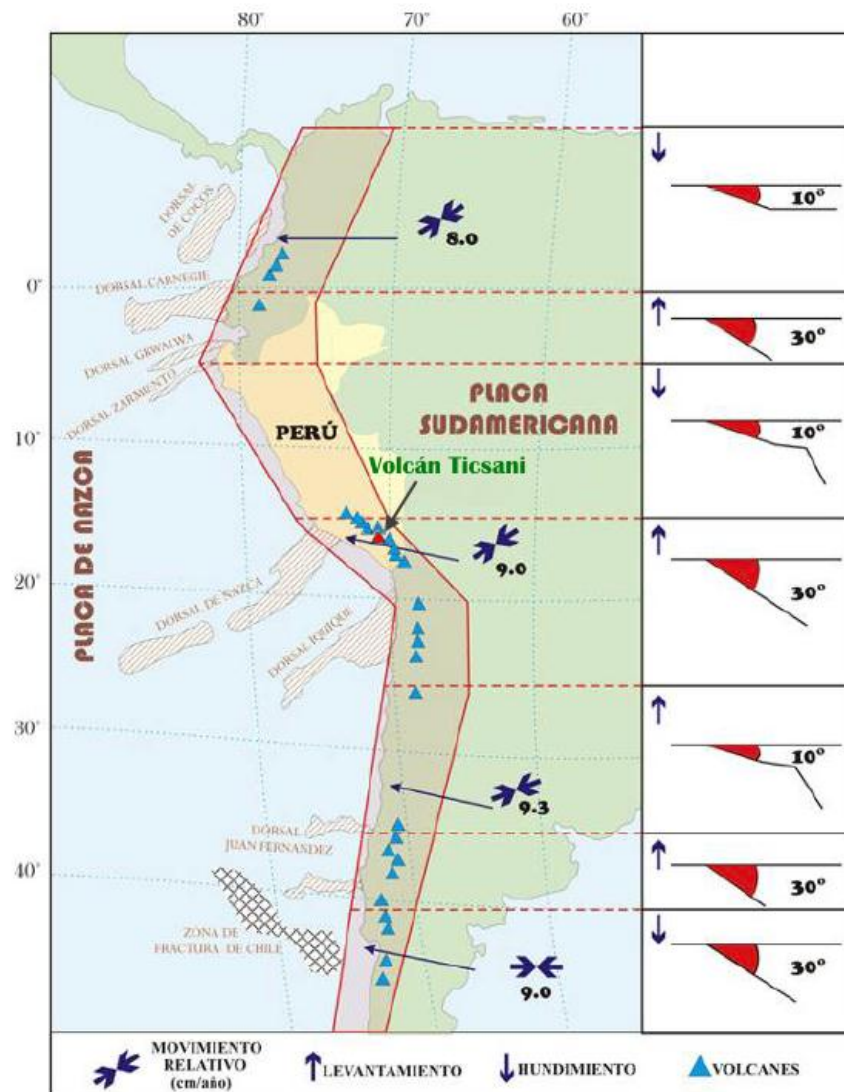 80°
70°
60°
0°
10°
20°
30°
40°
DORSAL
DE COCOS
DORSAL CARNEGIE
DORSAL GRWALWA
DORSAL ZARMIENTO
PERÚ
PLACA
SUDAMERICANA
Volcán Ticsani
PLACA DE NAZCA
DORSAL DE NAZCA
DORSAL IQUIQUE
DORSAL
JUAN FERNANDEZ
ZONA DE
FRACTURA DE CHILE
8.0
9.0
9.3
9.0
10°
30°
10°
30°
10°
30°
30°
MOVIMIENTO
RELATIVO
(cm/año)
LEVANTAMIENTO
HUNDIMIENTO
VOLCANES